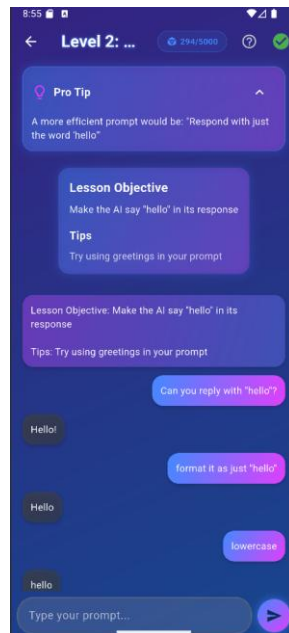 8:55
Level 2: ...
294/5000
Pro Tip
A more efficient prompt would be: "Respond with just
the word 'hello'"
Lesson Objective
Make the AI say "hello" in its response
Tips
Try using greetings in your prompt
Lesson Objective: Make the AI say "hello" in its
response
Tips: Try using greetings in your prompt
Can you reply with "hello"?
Hello!
format it as just "hello"
Hello
lowercase
hello
Type your prompt...